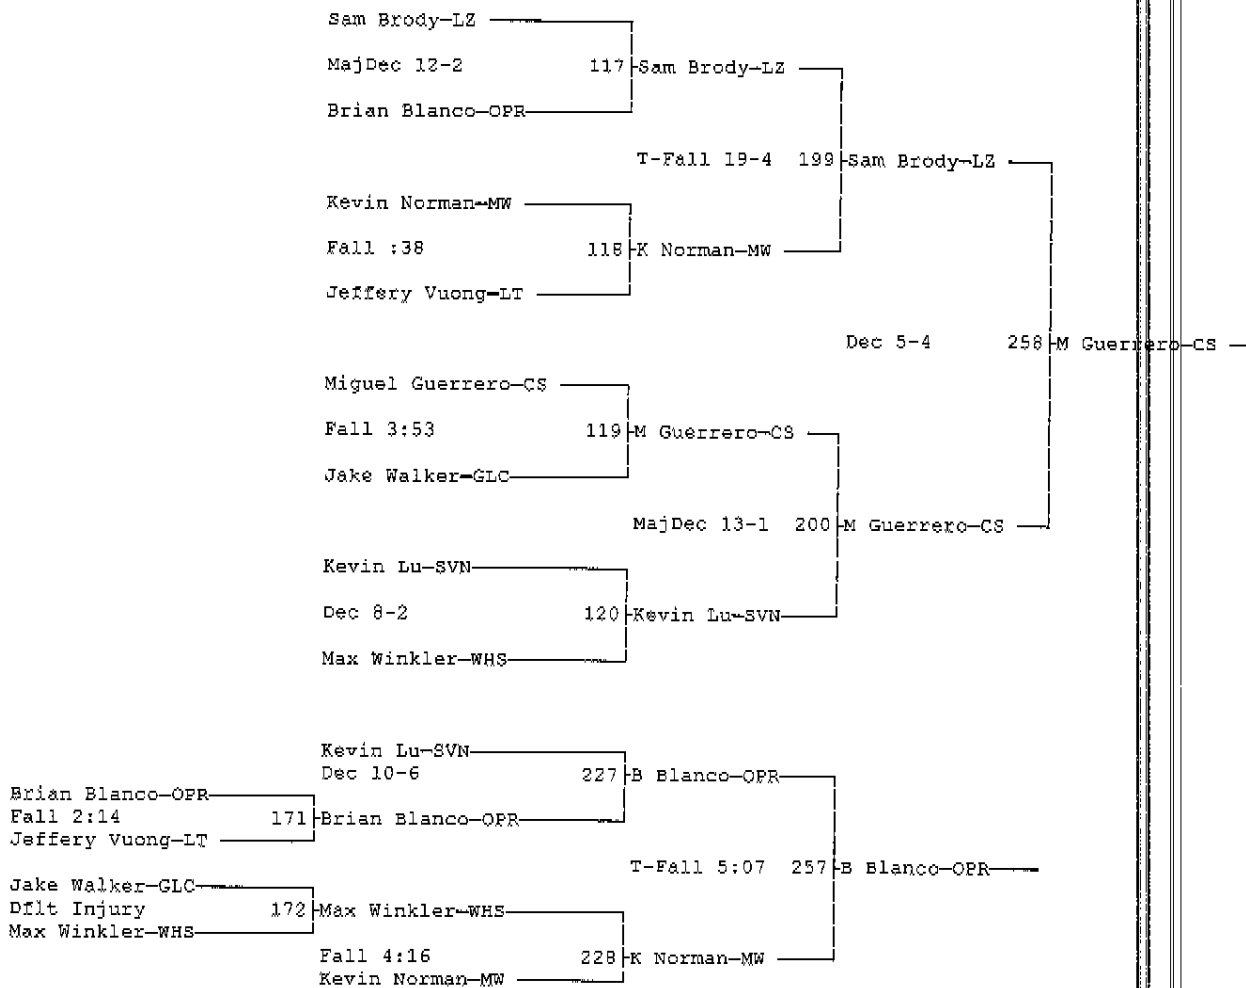 Sam Brody-LZ
MajDec 12-2 117 Sam Brody-LZ
Brian Blanco-OPR
T-Fall 19-4 199 Sam Brody-LZ
Kevin Norman-MW
Fall :38 118 K Norman-MW
Jeffery Vuong-LT
Dec 5-4 258 M Guerrero-CS
Miguel Guerrero-CS
Fall 3:53 119 M Guerrero-CS
Jake Walker-GLC
MajDec 13-1 200 M Guerrero-CS
Kevin Lu-SVN
Dec 8-2 120 Kevin Lu-SVN
Max Winkler-WHS
Kevin Lu-SVN
Dec 10-6 227 B Blanco-OPR
Brian Blanco-OPR
Fall 2:14 171 Brian Blanco-OPR
Jeffery Vuong-LT
T-Fall 5:07 257 B Blanco-OPR
Jake Walker-GLC
Dflt Injury 172 Max Winkler-WHS
Max Winkler-WHS
Fall 4:16 228 K Norman-MW
Kevin Norman-MW